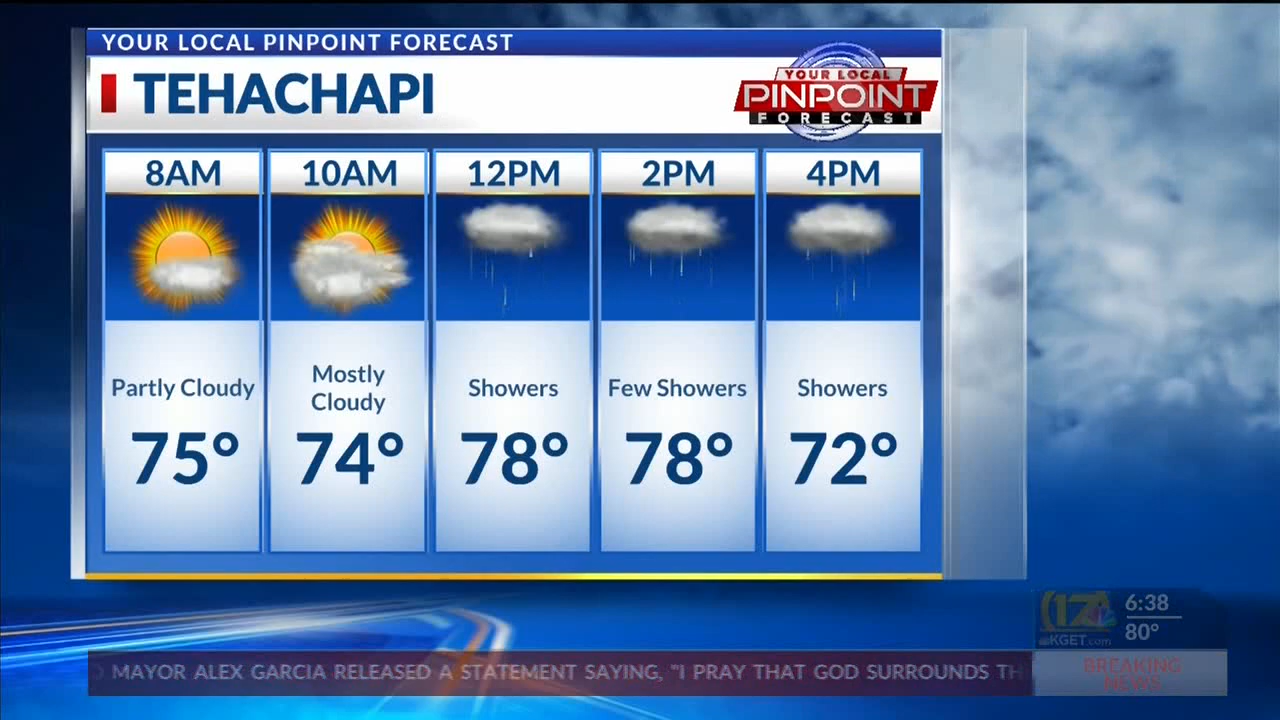 YOUR LOCAL PINPOINT FORECAST
TEHACHAPI
YOUR LOCAL
PINPOINT
FORECAST
8AM
10AM
12PM
2PM
4PM
Partly Cloudy
Mostly
Cloudy
Showers
Few Showers
Showers
75°
74°
78°
78°
72°
17
KGET.com
6:38
80°
MAYOR ALEX GARCIA RELEASED A STATEMENT SAYING, "I PRAY THAT GOD SURROUNDS TH
BREAKING
NEWS